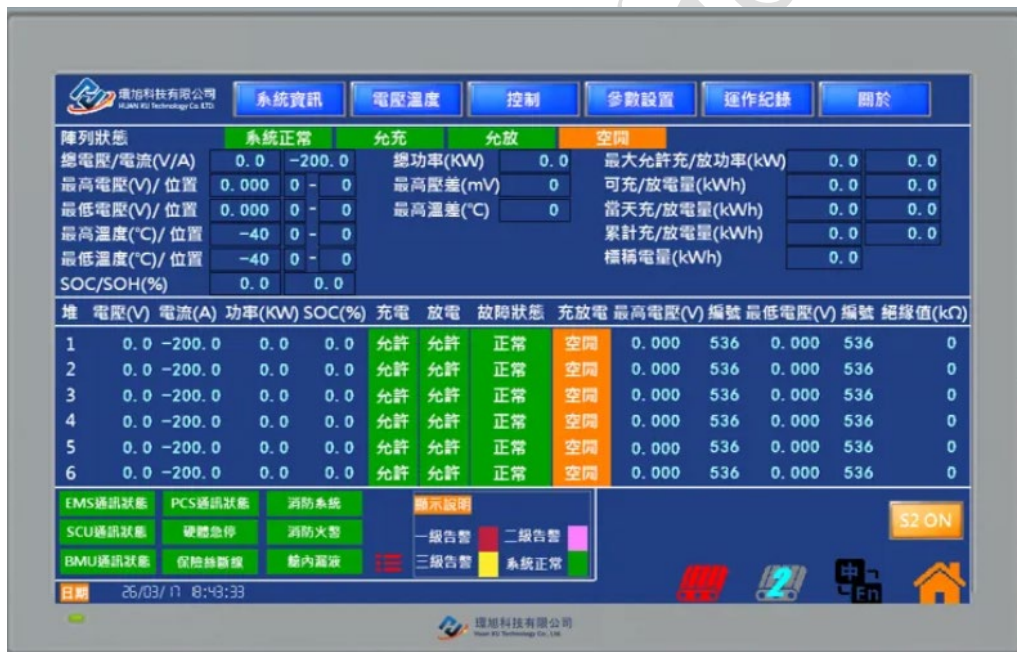 環旭科技有限公司 系統資訊 電壓溫度 控制 參數設置 運作紀錄 關於
HUAN XU Technology Co. LTD.
陣列狀態 系統正常 允充 允放 空閒
總電壓/電流(V/A) 0.0 -200.0 總功率(KW) 0.0 最大允許充/放功率(kW) 0.0 0.0
最高電壓(V)/ 位置 0.000 0 - 0 最高壓差(mV) 0 可充/放電量(kWh) 0.0 0.0
最低電壓(V)/ 位置 0.000 0 - 0 最高溫差(℃) 0 當天充/放電量(kWh) 0.0 0.0
最高溫度(℃)/ 位置 -40 0 - 0 累計充/放電量(kWh) 0.0 0.0
最低溫度(℃)/ 位置 -40 0 - 0 標稱電量(kWh) 0.0
SOC/SOH(%) 0.0 0.0
堆 電壓(V) 電流(A) 功率(KW) SOC(%) 充電 放電 故障狀態 充放電 最高電壓(V) 編號 最低電壓(V) 編號 絕緣值(kΩ)
1 0.0 -200.0 0.0 0.0 允許 允許 正常 空閒 0.000 536 0.000 536 0
2 0.0 -200.0 0.0 0.0 允許 允許 正常 空閒 0.000 536 0.000 536 0
3 0.0 -200.0 0.0 0.0 允許 允許 正常 空閒 0.000 536 0.000 536 0
4 0.0 -200.0 0.0 0.0 允許 允許 正常 空閒 0.000 536 0.000 536 0
5 0.0 -200.0 0.0 0.0 允許 允許 正常 空閒 0.000 536 0.000 536 0
6 0.0 -200.0 0.0 0.0 允許 允許 正常 空閒 0.000 536 0.000 536 0
EMS通訊狀態 PCS通訊狀態 消防系統 顯示說明
SCU通訊狀態 硬體急停 消防火警 一級告警 二級告警 S2 ON
BMU通訊狀態 保險絲斷線 艙內漏液 三級告警 系統正常
2 中 En
日期 26/03/17 18:43:33
環旭科技有限公司
Huan XU Technology Co., Ltd.